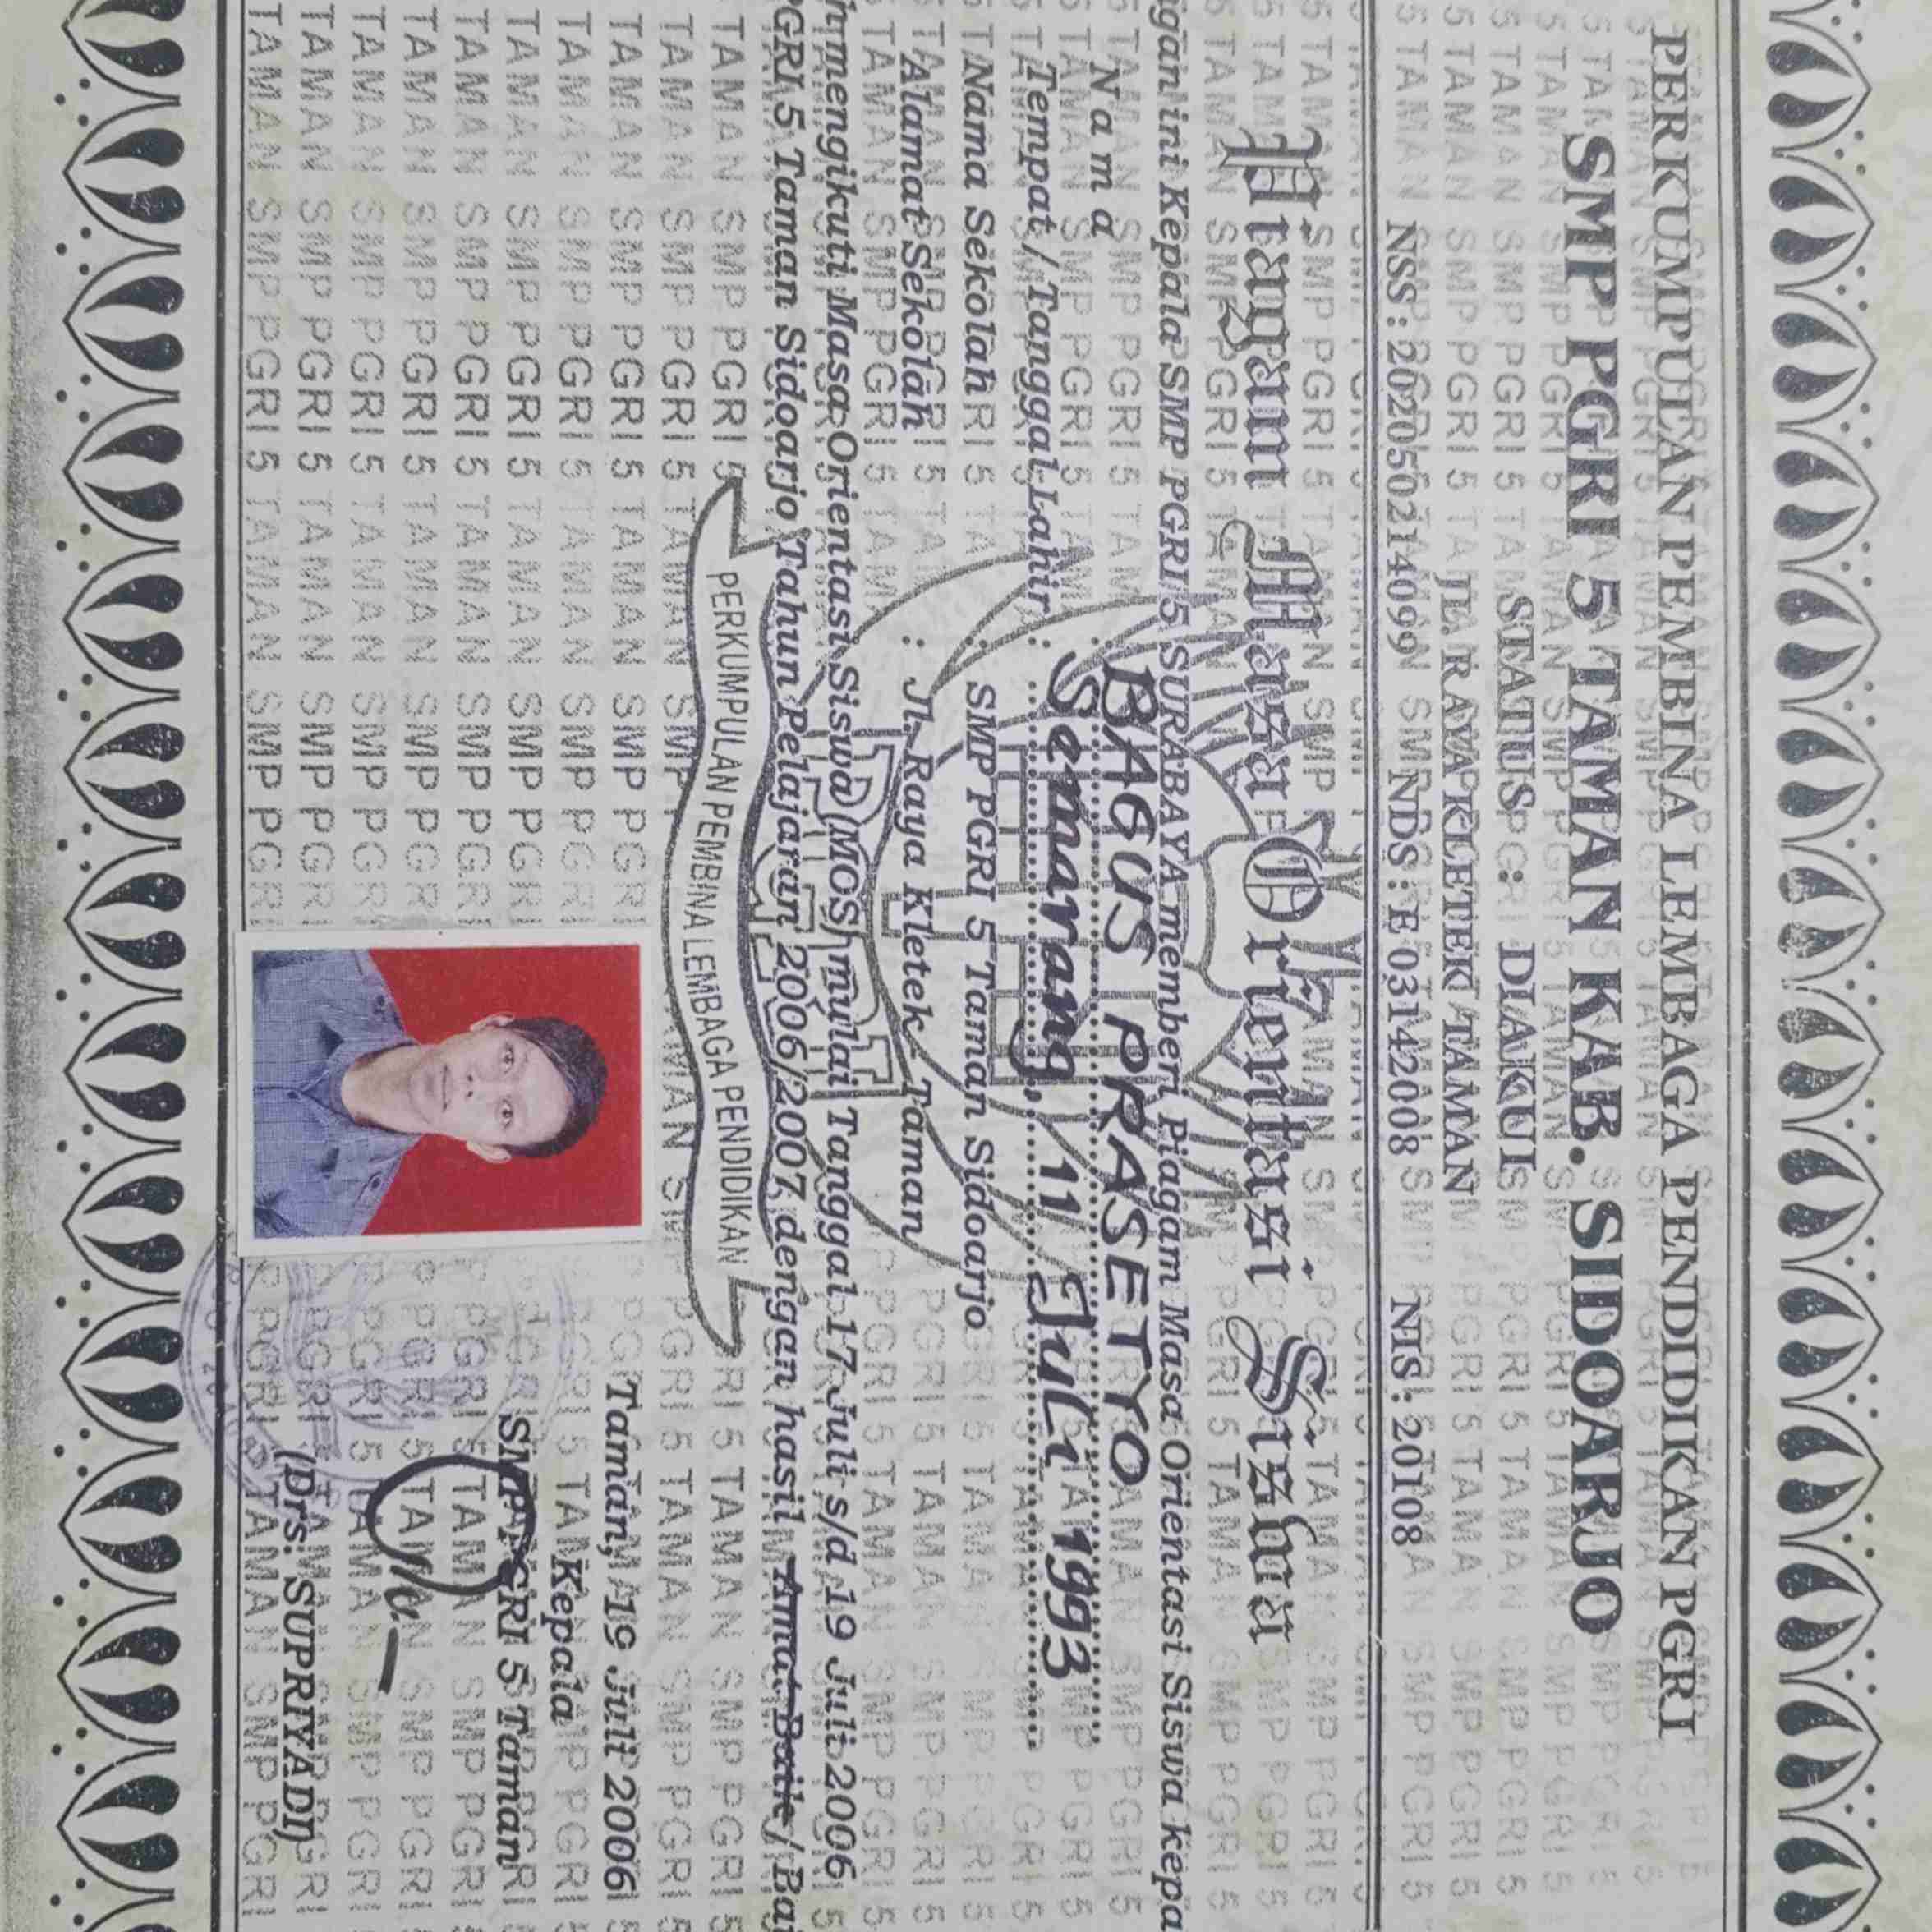 PERKUMPULAN PEMBINA LEMBAGA PENDIDIKAN PGRI
SMP PGRI 5 TAMAN KAB. SIDOARJO
STATUS : DIAKUI
JL. RAYA KLETEK TAMAN
NSS : 202050214099 NDS : E 03142008 NIS : 20108
Piagam Masa Orientasi Siswa
gan ini Kepala SMP PGRI 5 SURABAYA memberi Piagam Masa Orientasi Siswa kepa
N a m a : BAGUS PRASETYO
Tempat / Tanggal Lahir : Semarang, 11 Juli 1993
Nama Sekolah : SMP PGRI 5 Taman Sidoarjo
Alamat Sekolah : Jl. Raya Kletek Taman
h mengikuti Masa Orientasi Siswa (MOS) mulai Tanggal 17 Juli s/d 19 Juli 2006
PGRI 5 Taman Sidoarjo Tahun Pelajaran 2006/2007 dengan hasil Amat Baik / Bai
PERKUMPULAN PEMBINA LEMBAGA PENDIDIKAN
Taman, 19 Juli 2006
Kepala
SMP PGRI 5 Taman
(Drs. SUPRIYADI)